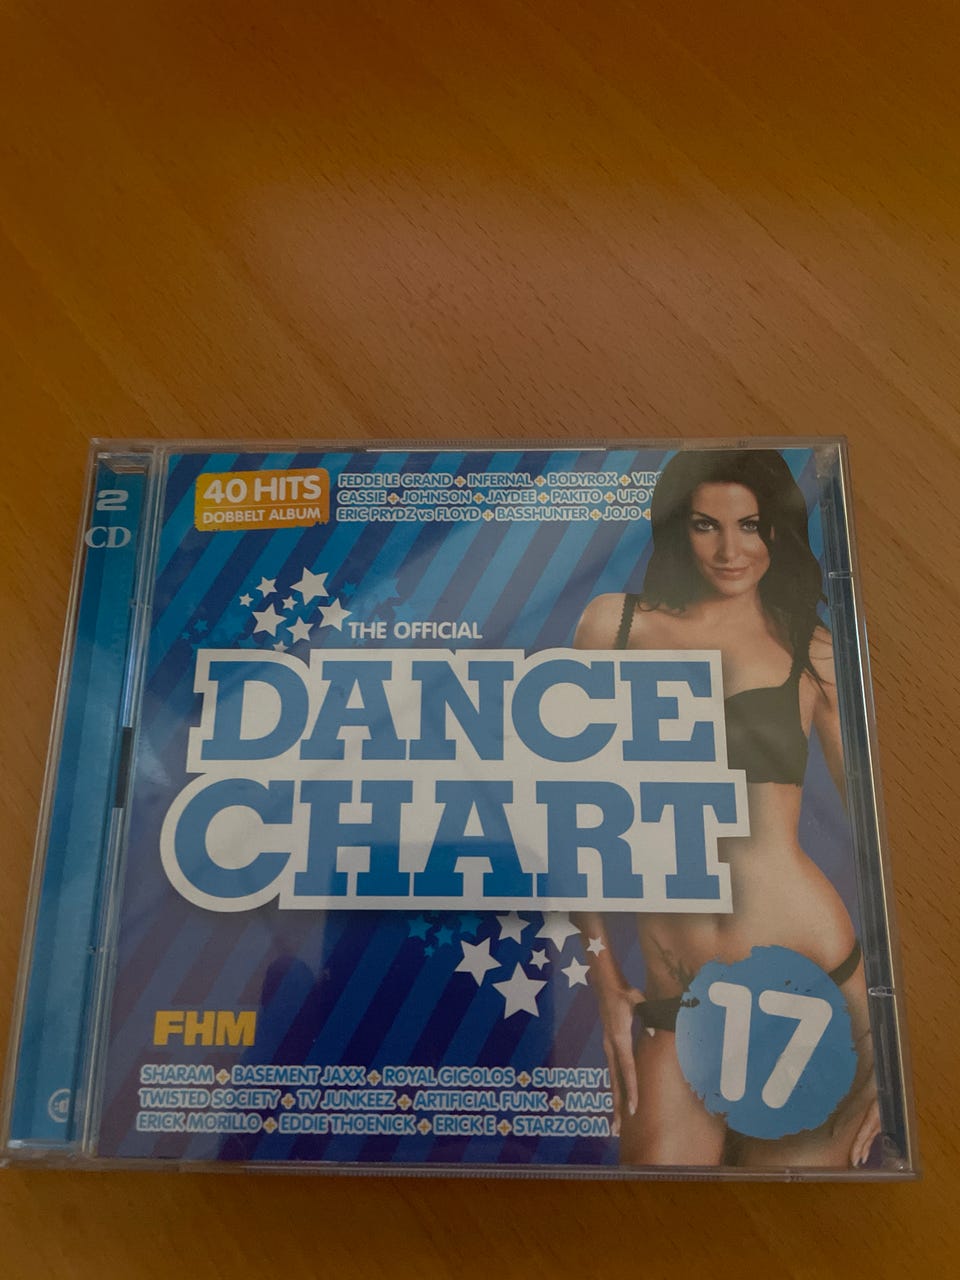 2
CD
40 HITS
DOBBELT ALBUM
FEDDE LE GRAND + INFERNAL + BODYROX +
CASSIE + JOHNSON + JAYDEE + PAKITO + UFO
ERIC PRYDZ vs FLOYD + BASSHUNTER + JOJO +
THE OFFICIAL
DANCE
CHART
17
FHM
SHARAM + BASEMENT JAXX + ROYAL GIGOLOS + SUPAFLY
TWISTED SOCIETY + TV JUNKEEZ + ARTIFICIAL FUNK +
ERICK MORILLO + EDDIE THOENICK + ERICK E + STARZOOM